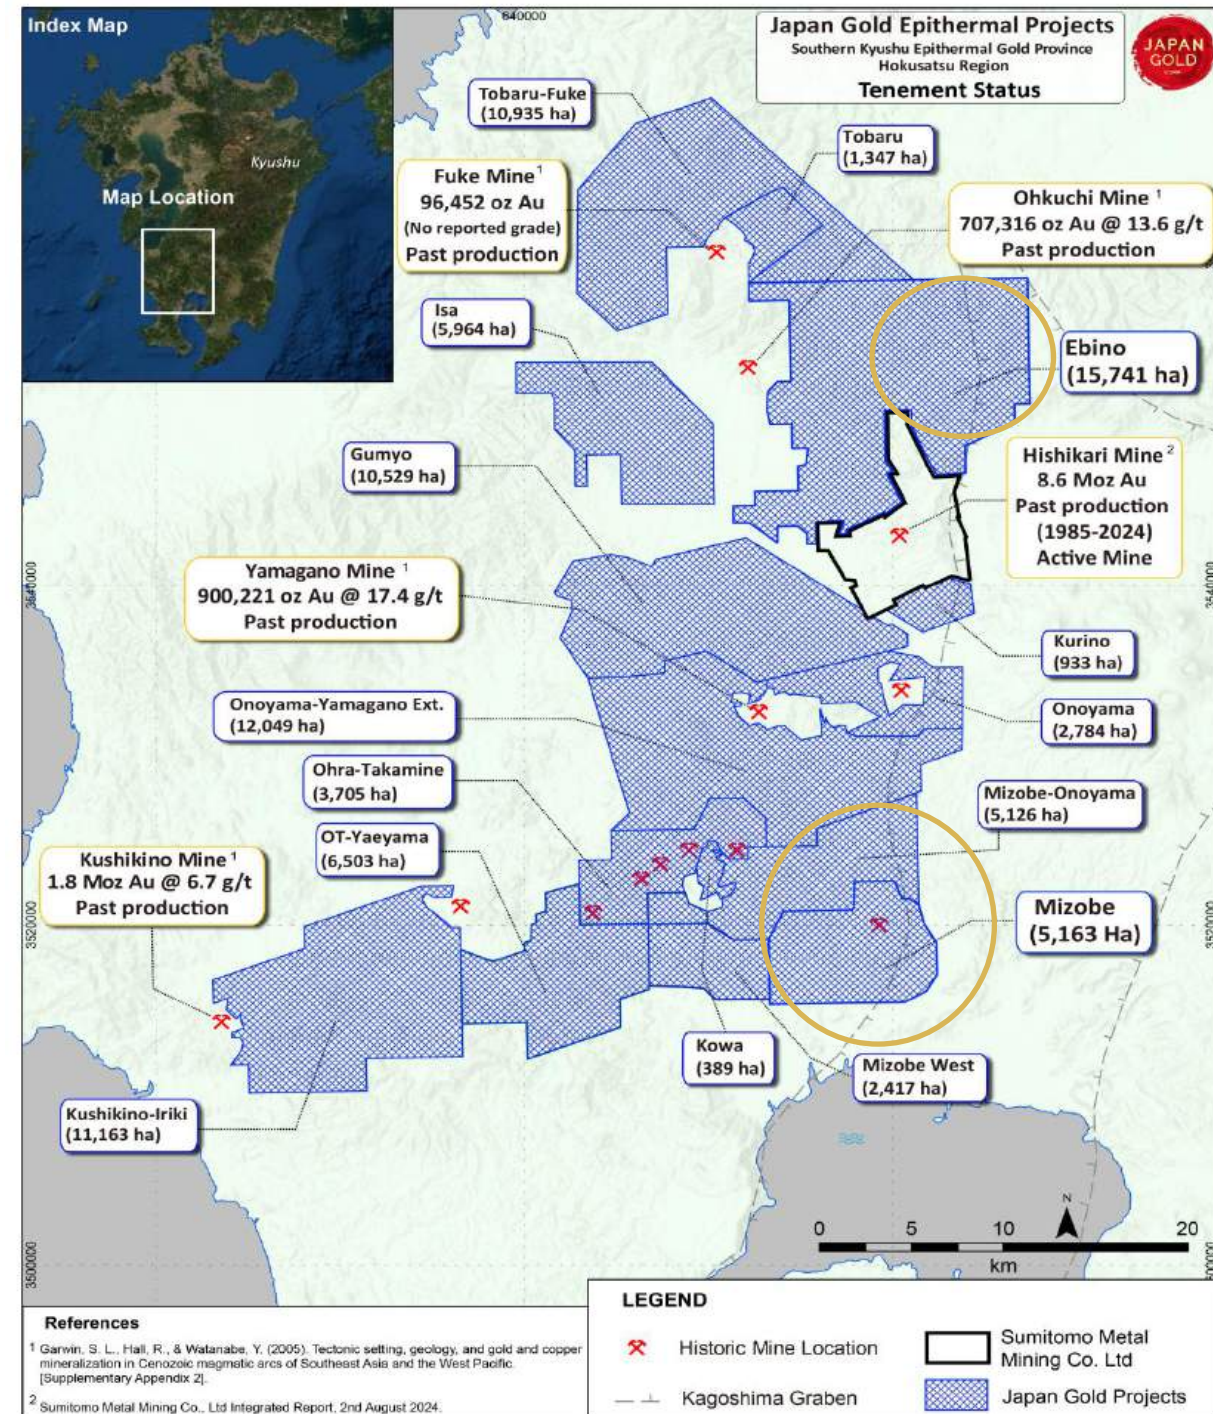 Index Map
Kyushu
Map Location
640000
Japan Gold Epithermal Projects
Southern Kyushu Epithermal Gold Province
Hokusatsu Region
Tenement Status
JAPAN
GOLD
Tobaru-Fuke
(10,935 ha)
Tobaru
(1,347 ha)
Fuke Mine 1
96,452 oz Au
(No reported grade)
Past production
Ohkuchi Mine 1
707,316 oz Au @ 13.6 g/t
Past production
Isa
(5,964 ha)
Ebino
(15,741 ha)
Gumyo
(10,529 ha)
Hishikari Mine 2
8.6 Moz Au
Past production
(1985-2024)
Active Mine
Yamagano Mine 1
900,221 oz Au @ 17.4 g/t
Past production
3540000
3540000
Kurino
(933 ha)
Onoyama-Yamagano Ext.
(12,049 ha)
Onoyama
(2,784 ha)
Ohra-Takamine
(3,705 ha)
Mizobe-Onoyama
(5,126 ha)
OT-Yaeyama
(6,503 ha)
Kushikino Mine 1
1.8 Moz Au @ 6.7 g/t
Past production
Mizobe
(5,163 Ha)
3520000
3520000
Kowa
(389 ha)
Mizobe West
(2,417 ha)
Kushikino-Iriki
(11,163 ha)
N
0 5 10 20
km
3500000
LEGEND
Historic Mine Location
Sumitomo Metal
Mining Co. Ltd
Kagoshima Graben
Japan Gold Projects
References
1 Garwin, S. L., Hall, R., & Watanabe, Y. (2005). Tectonic setting, geology, and gold and copper
mineralization in Cenozoic magmatic arcs of Southeast Asia and the West Pacific.
[Supplementary Appendix 2].
2 Sumitomo Metal Mining Co., Ltd Integrated Report, 2nd August 2024.